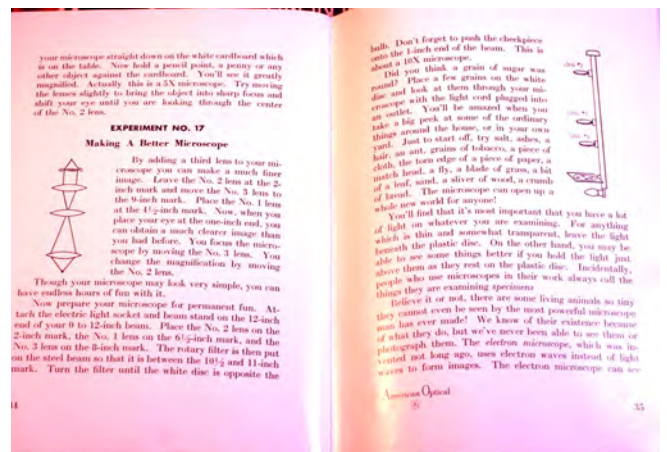 your microscope straight down on the white cardboard which
is on the table. Now hold a pencil point, a penny or any
other object against the cardboard. You'll see it greatly
magnified. Actually this is a 5X microscope. Try moving
the lenses slightly to bring the object into sharp focus and
shift your eye until you are looking through the center
of the No. 2 lens.
EXPERIMENT NO. 17
Making A Better Microscope
By adding a third lens to your mi-
croscope you can make a much finer
image. Leave the No. 2 lens at the 2-
inch mark and move the No. 3 lens to
the 9-inch mark. Place the No. 1 lens
at the 4½-inch mark. Now, when you
place your eye at the one-inch end, you
can obtain a much clearer image than
you had before. You focus the micro-
scope by moving the No. 3 lens. You
change the magnification by moving
the No. 2 lens.
Though your microscope may look very simple, you can
have endless hours of fun with it.
Now prepare your microscope for permanent fun. At-
tach the electric light socket and beam stand on the 12-inch
end of your 0 to 12-inch beam. Place the No. 2 lens on the
2-inch mark, the No. 1 lens on the 6½-inch mark, and the
No. 3 lens on the 8-inch mark. The rotary filter is then put
on the steel beam so that it is between the 10½ and 11-inch
mark. Turn the filter until the white disc is opposite the
bulb. Don't forget to push the cheekpiece
onto the 1-inch end of the beam. This is
about a 10X microscope.
Did you think a grain of sugar was
round? Place a few grains on the white
disc and look at them through your mi-
croscope with the light cord plugged into
an outlet. You'll be amazed when you
take a big peek at some of the ordinary
things around the house, or in your own
yard. Just to start off, try salt, ashes, a
hair, an ant, grains of tobacco, a piece of
cloth, the torn edge of a piece of paper, a
match head, a fly, a blade of grass, a bit
of a leaf, sand, a sliver of wood, a crumb
of bread. The microscope can open up a
whole new world for anyone!
You'll find that it's most important that you have a lot
of light on whatever you are examining. For anything
which is thin and somewhat transparent, leave the light
beneath the plastic disc. On the other hand, you may be
able to see some things better if you hold the light just
above them as they rest on the plastic disc. Incidentally,
people who use microscopes in their work always call the
things they are examining specimens
Believe it or not, there are some living animals so tiny
they cannot even be seen by the most powerful microscope
man has ever made! We know of their existence because
of what they do, but we've never been able to see them or
photograph them. The electron microscope, which was in-
vented not long ago, uses electron waves instead of light
waves to form images. The electron microscope can see
American Optical
35